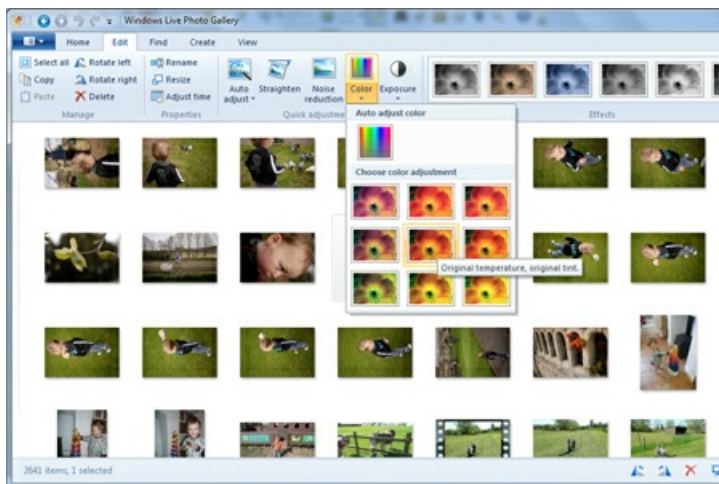 Windows Live Photo Gallery
Home Edit Find Create View
Select all Rotate left Rename
Copy Rotate right Resize
Paste Delete Adjust time
Auto adjust Straighten Noise reduction Color Exposure
Manage Properties Quick adjustme Effects
Auto adjust color
Choose color adjustment
Original temperature, original tint.
2641 items, 1 selected